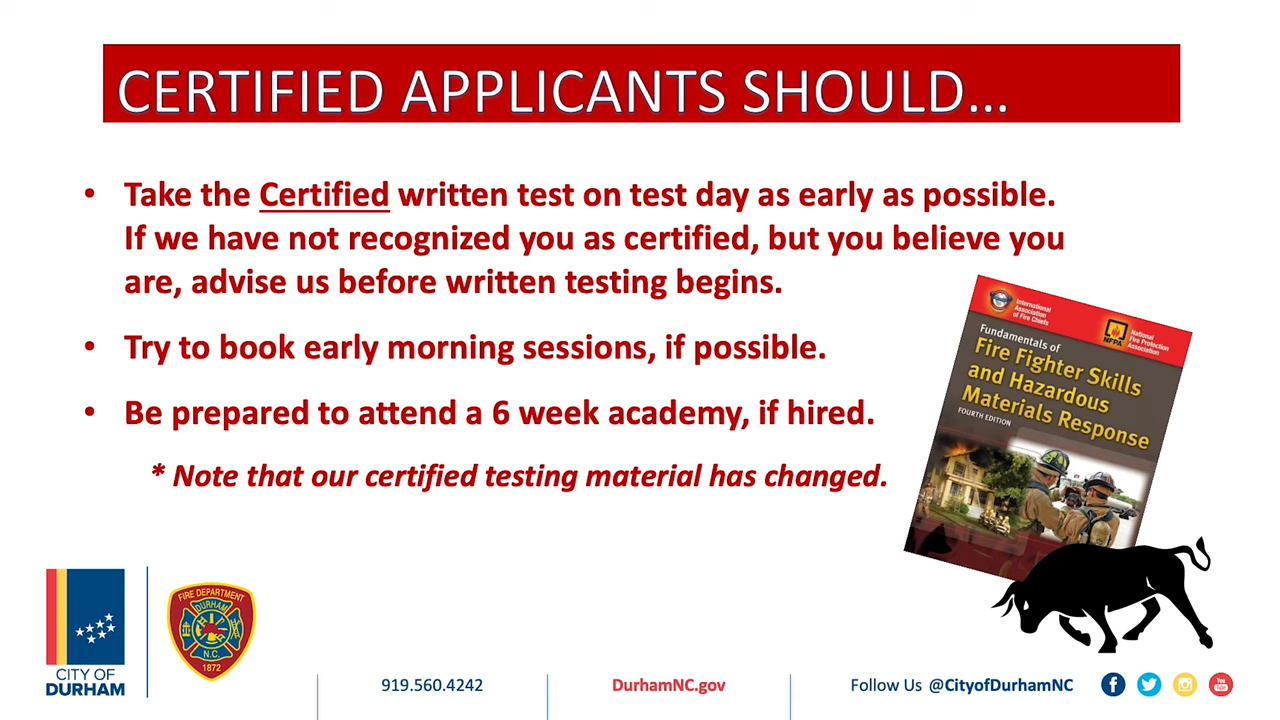 CERTIFIED APPLICANTS SHOULD...
• Take the Certified written test on test day as early as possible.
If we have not recognized you as certified, but you believe you
are, advise us before written testing begins.
• Try to book early morning sessions, if possible.
• Be prepared to attend a 6 week academy, if hired.
* Note that our certified testing material has changed.
International
Association
of Fire Chiefs
NFPA
National
Fire Protection
Association
Fundamentals of
Fire Fighter Skills
and Hazardous
Materials Response
FOURTH EDITION
CITY OF
DURHAM
FIRE DEPARTMENT
DURHAM
N.C.
1872
919.560.4242
DurhamNC.gov
Follow Us @CityofDurhamNC
You
Tube